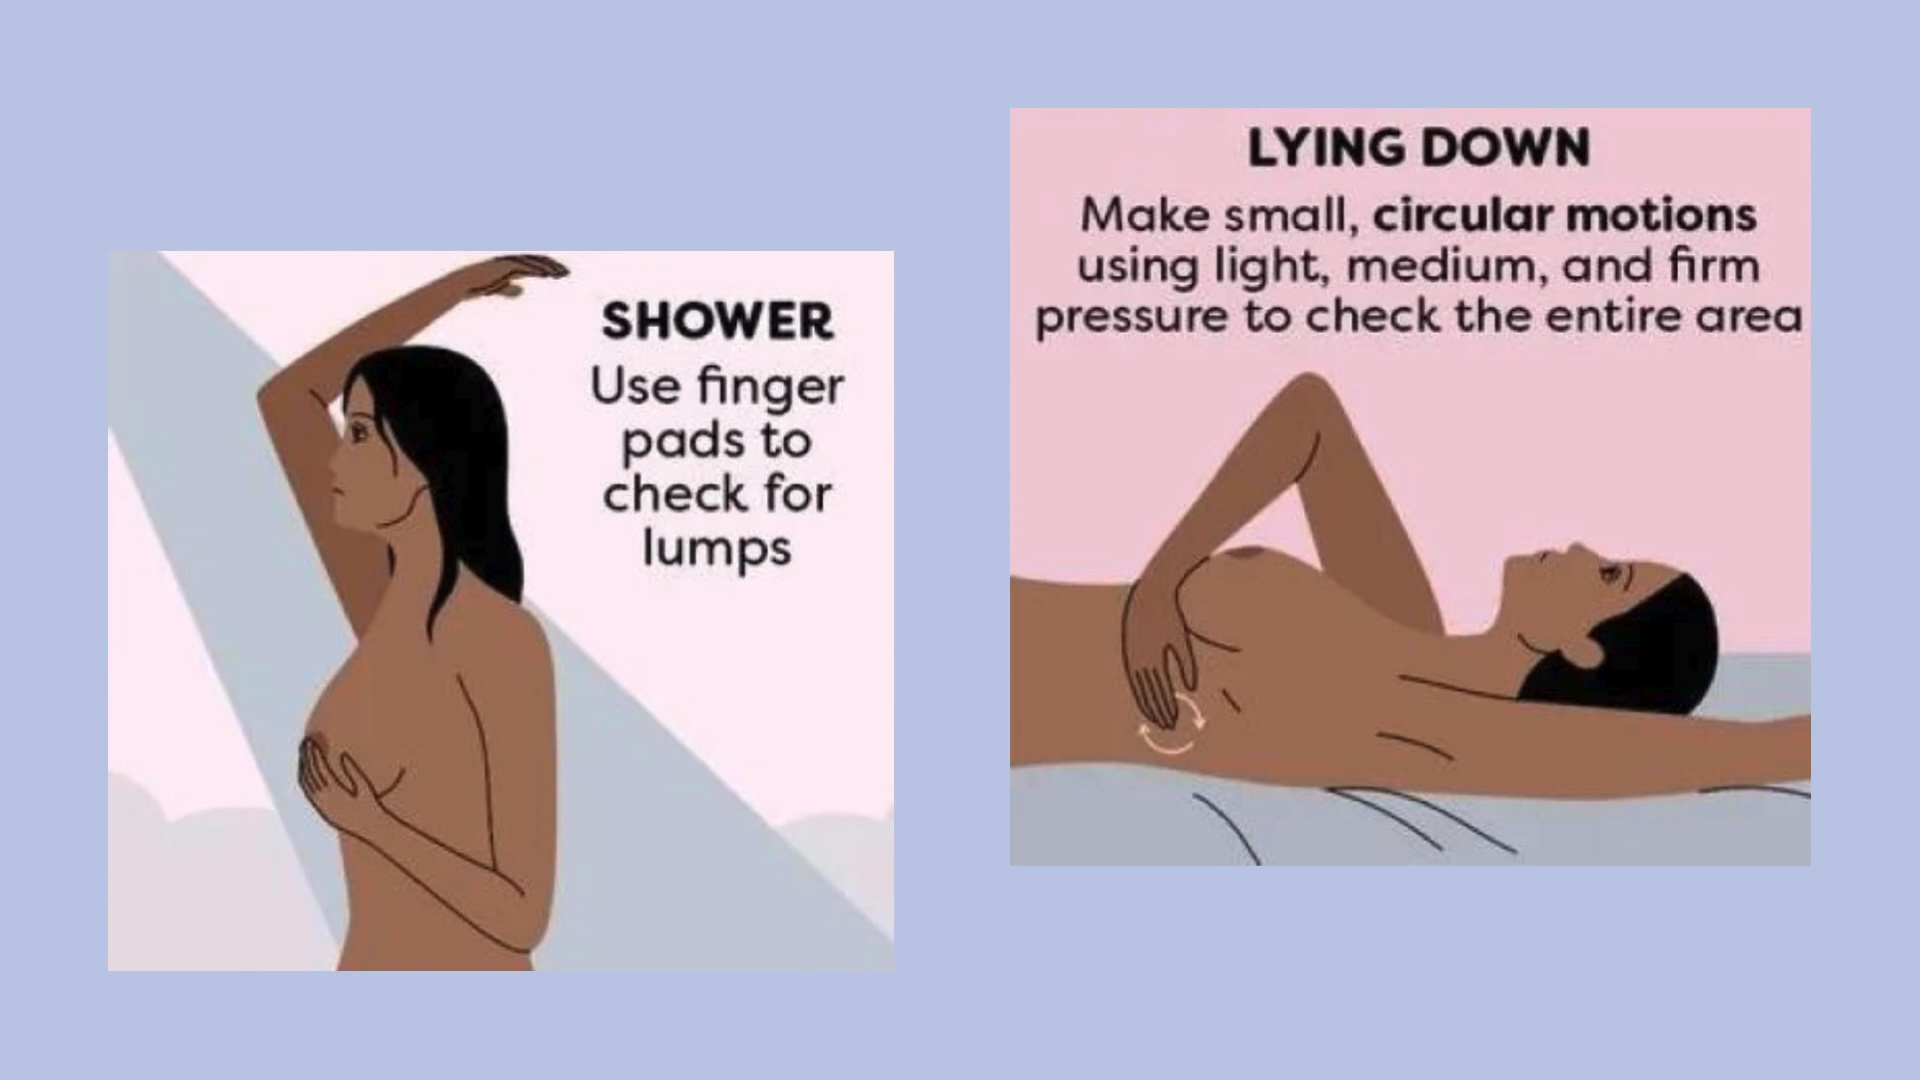 SHOWER
Use finger
pads to
check for
lumps
LYING DOWN
Make small, circular motions
using light, medium, and firm
pressure to check the entire area